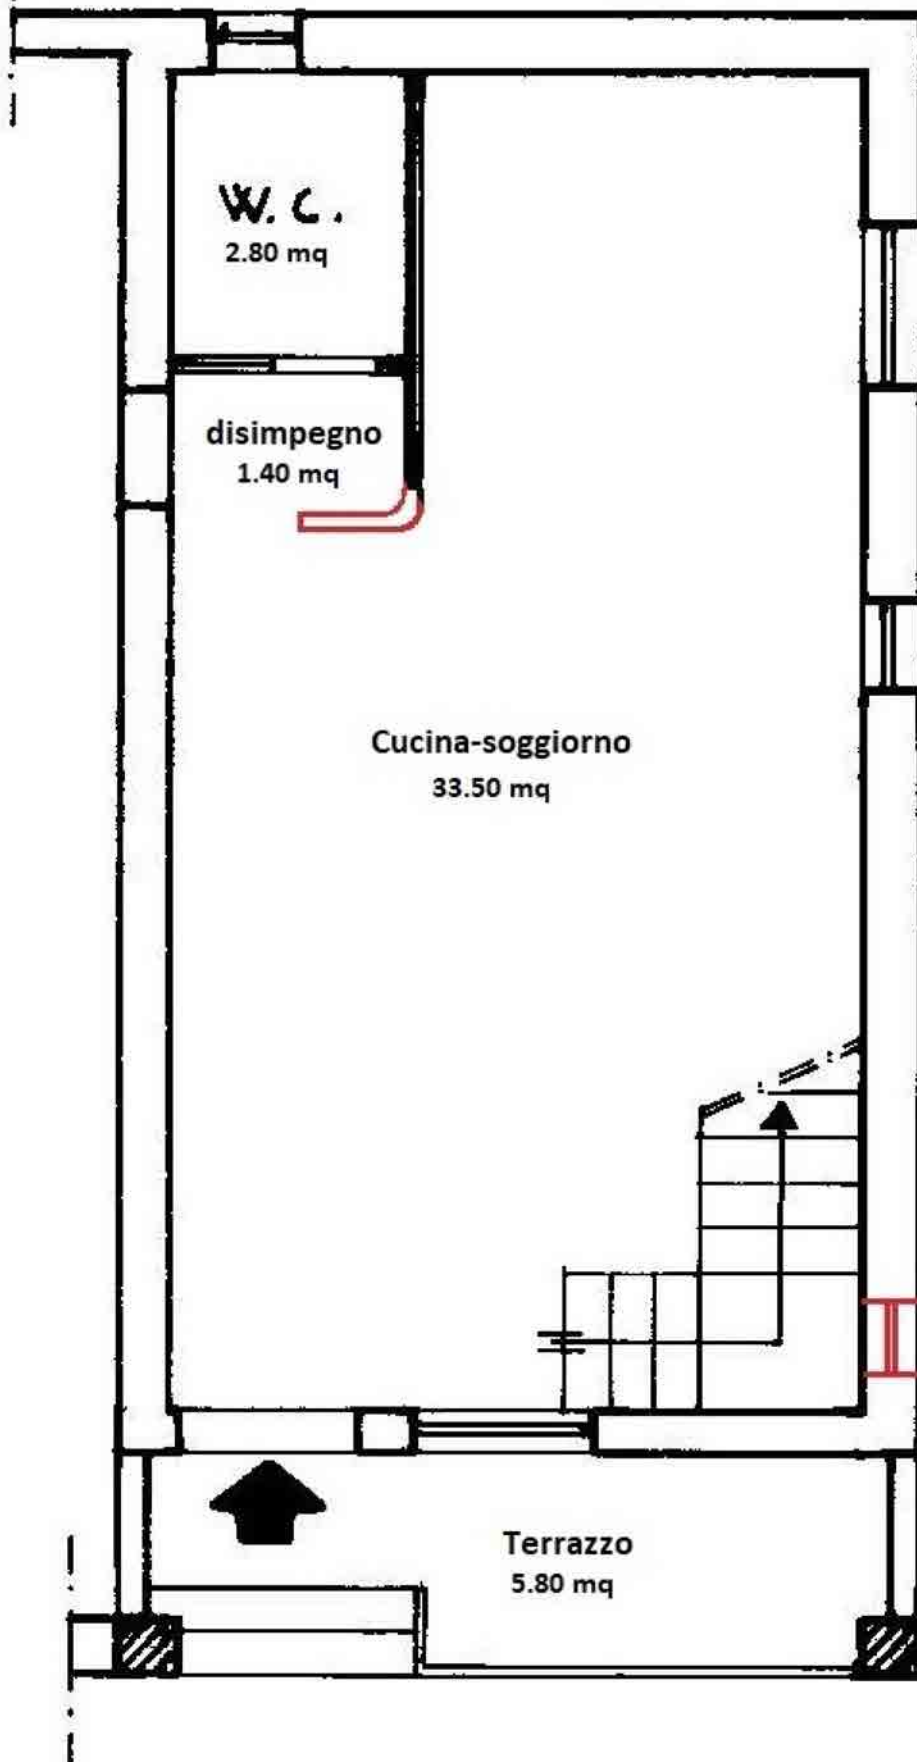 W. C.
2.80 mq
disimpegno
1.40 mq
Cucina-soggiorno
33.50 mq
Terrazzo
5.80 mq